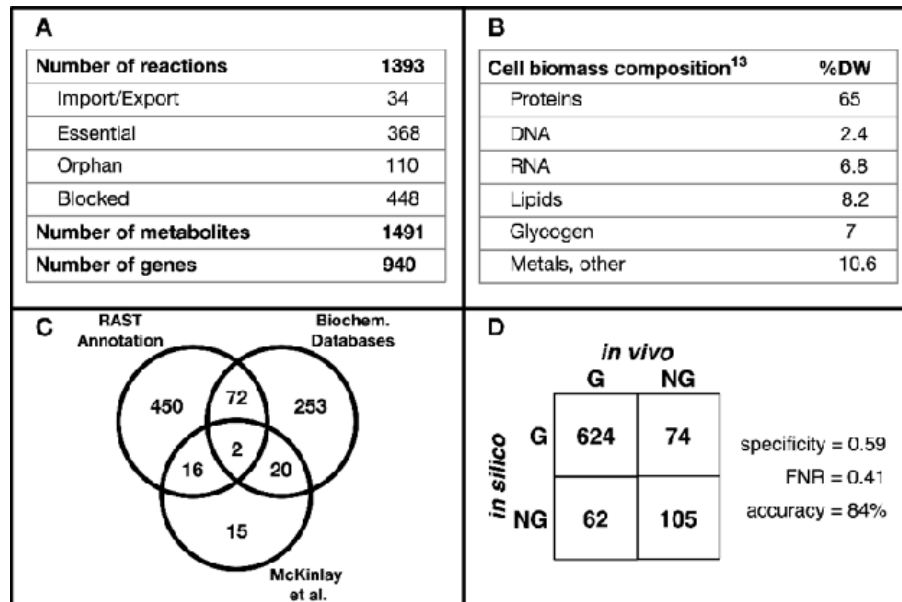 A
Number of reactions 1393
Import/Export 34
Essential 368
Orphan 110
Blocked 448
Number of metabolites 1491
Number of genes 940
B
Cell biomass composition13 %DW
Proteins 65
DNA 2.4
RNA 6.8
Lipids 8.2
Glycogen 7
Metals, other 10.6
C
RAST
Annotation
Biochem.
Databases
450
72
253
2
16
20
15
McKinlay
et al.
D
in vivo
G NG
in silico
G 624 74
NG 62 105
specificity = 0.59
FNR = 0.41
accuracy = 84%